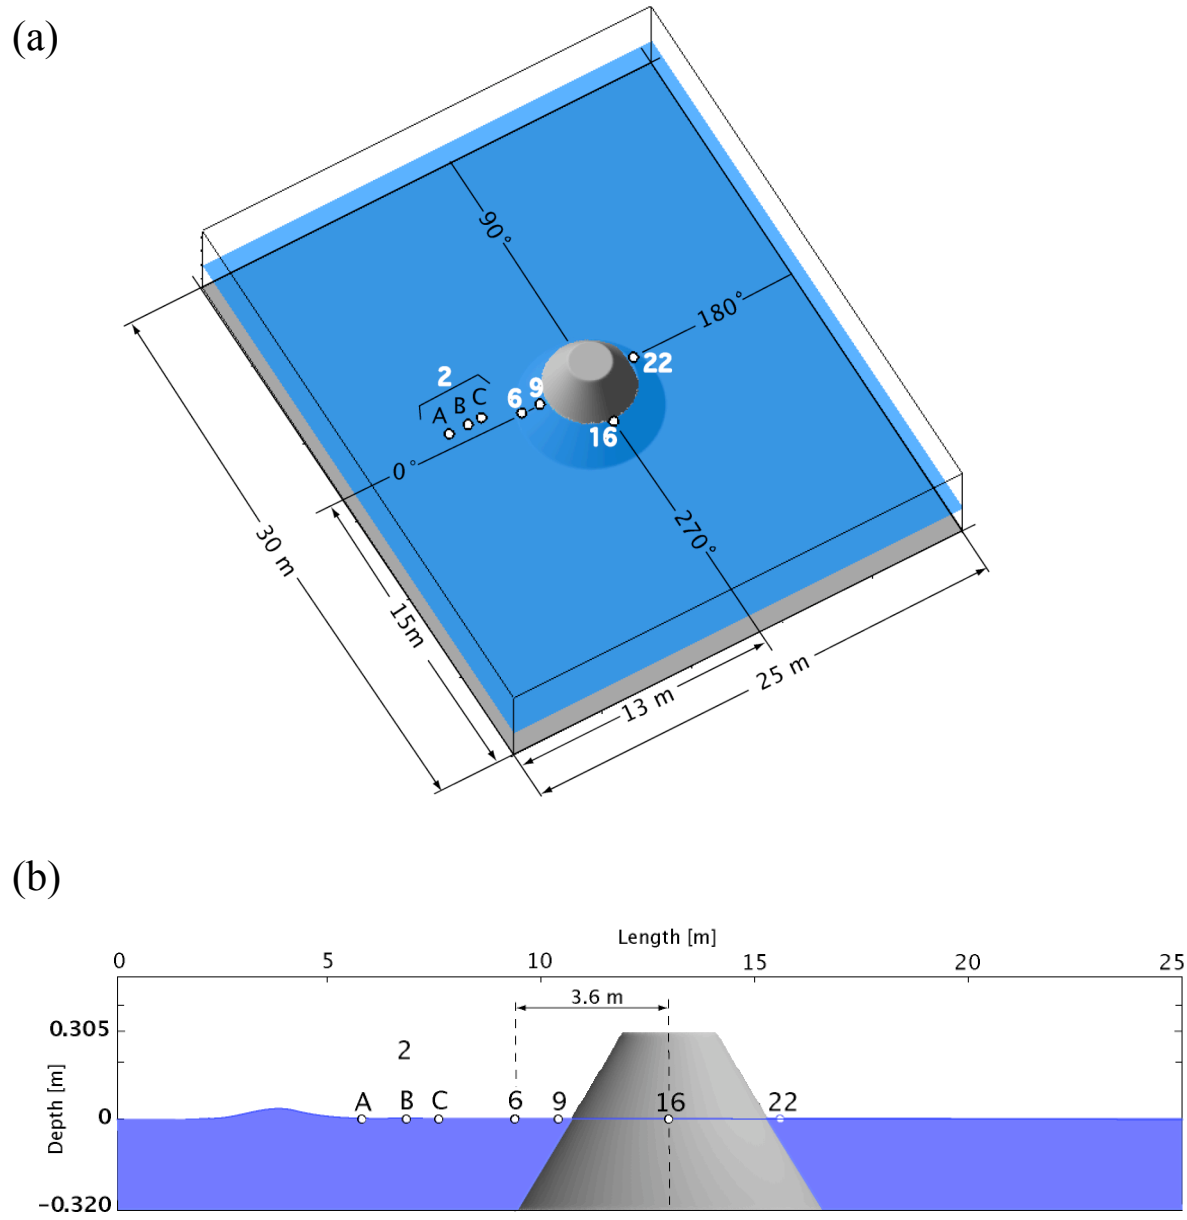 (a)
90°
180°
2
A B C
6 9
22
16
0°
270°
30 m
15m
13 m
25 m
(b)
Length [m]
0 5 10 15 20 25
3.6 m
Depth [m]
0.305
0
-0.320
2
A B C 6 9 16 22